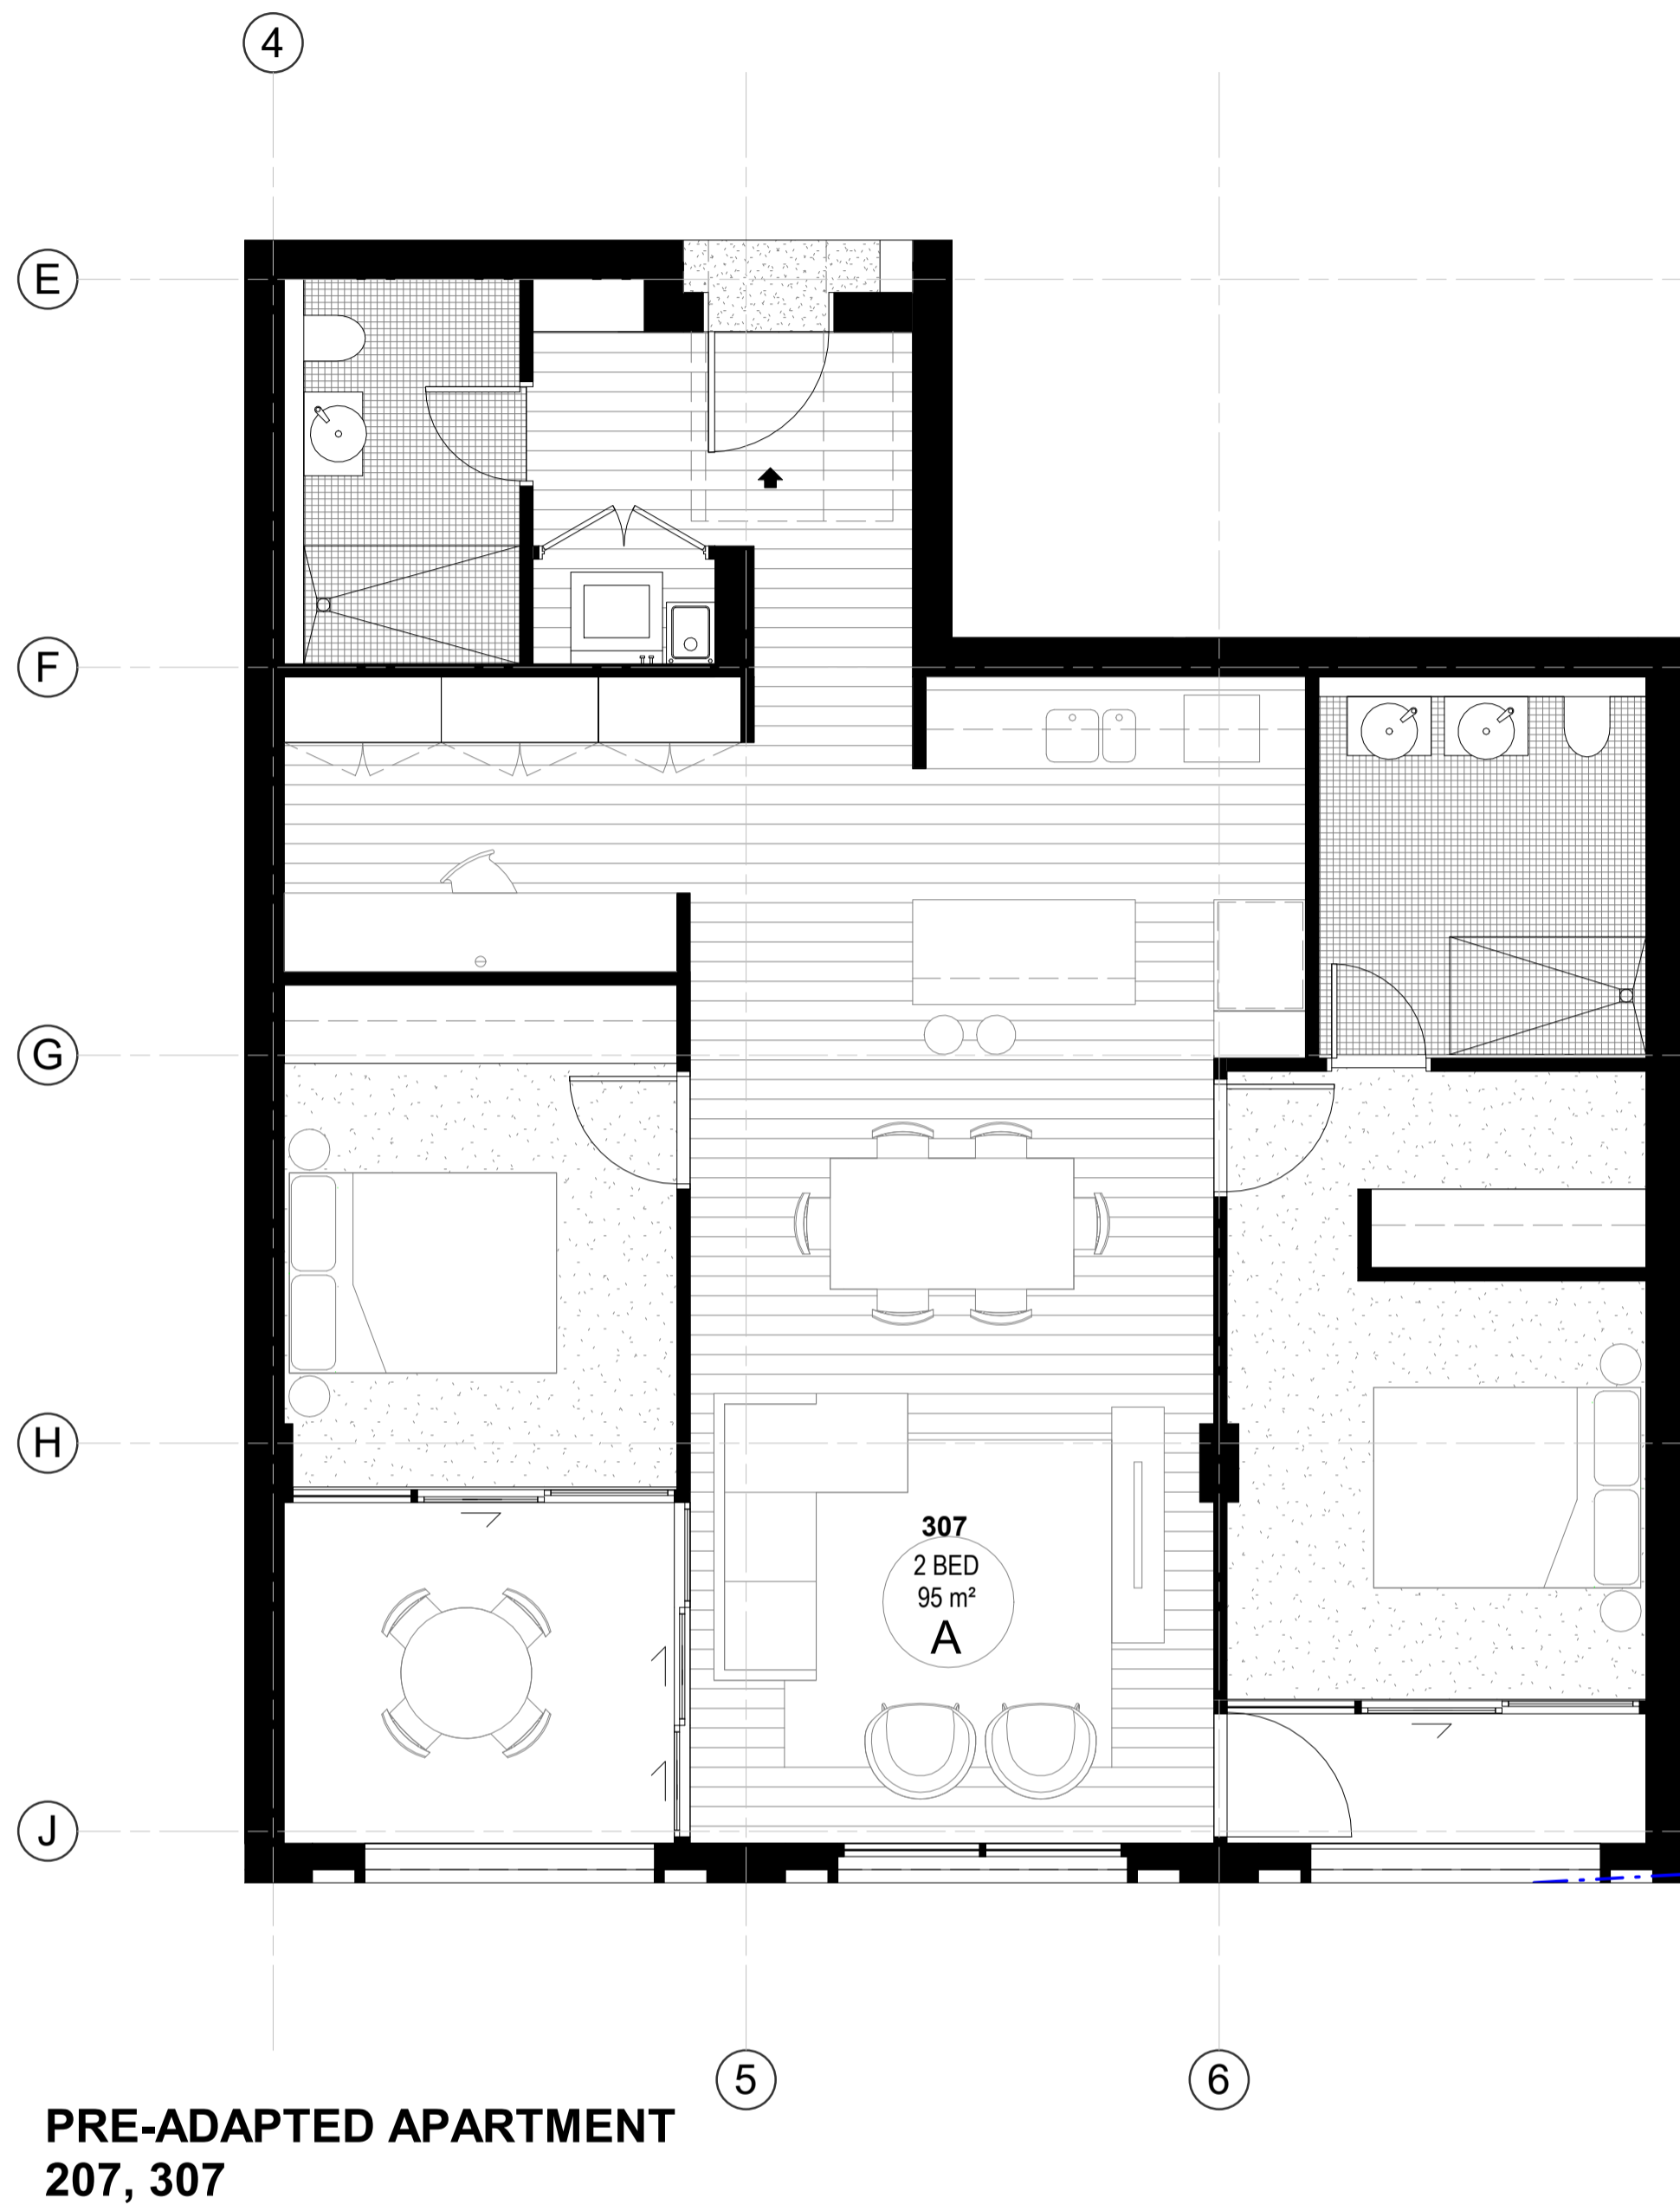 4
E
F
G
H
307
2 BED
95 m²
A
J
5
6
PRE-ADAPTED APARTMENT
207, 307